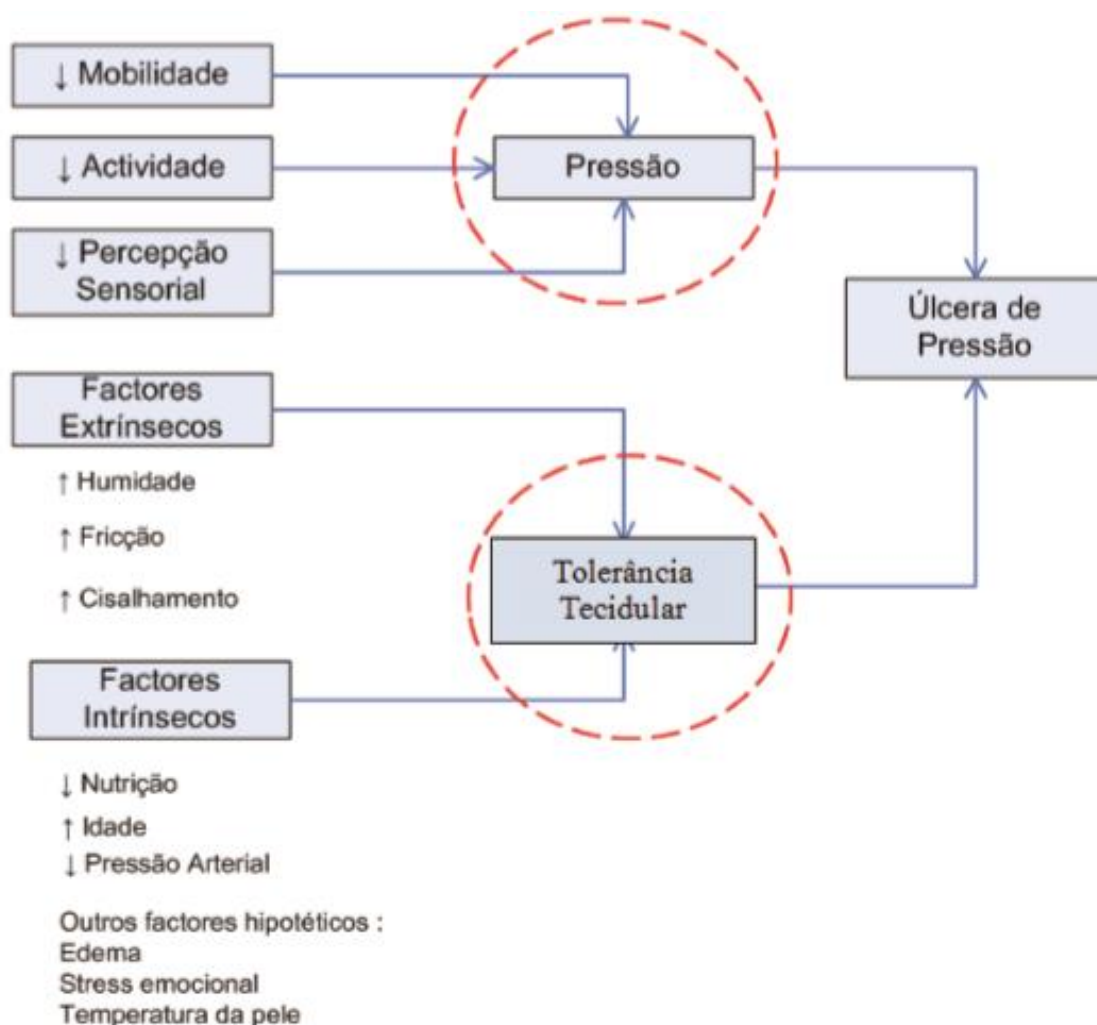 ↓ Mobilidade
↓ Actividade
↓ Percepção
Sensorial
Pressão
Úlcera de
Pressão
Factores
Extrínsecos
↑ Humidade
↑ Fricção
↑ Cisalhamento
Tolerância
Tecidular
Factores
Intrínsecos
↓ Nutrição
↑ Idade
↓ Pressão Arterial
Outros factores hipotéticos :
Edema
Stress emocional
Temperatura da pele